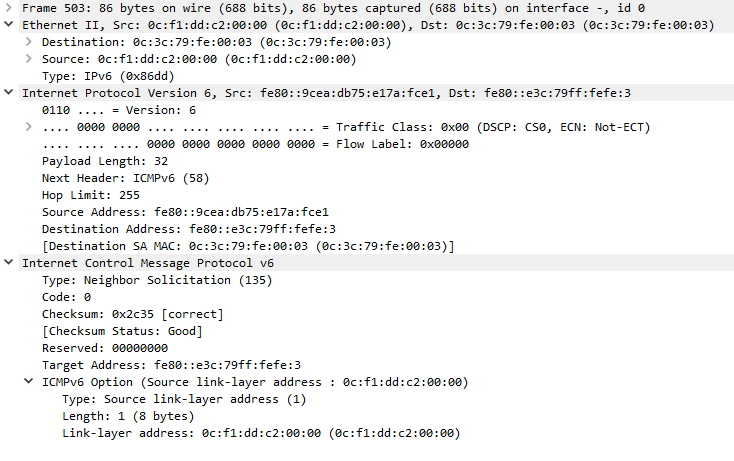 Frame 503: 86 bytes on wire (688 bits), 86 bytes captured (688 bits) on interface -, id 0
Ethernet II, Src: 0c:f1:dd:c2:00:00 (0c:f1:dd:c2:00:00), Dst: 0c:3c:79:fe:00:03 (0c:3c:79:fe:00:03)
Destination: 0c:3c:79:fe:00:03 (0c:3c:79:fe:00:03)
Source: 0c:f1:dd:c2:00:00 (0c:f1:dd:c2:00:00)
Type: IPv6 (0x86dd)
Internet Protocol Version 6, Src: fe80::9cea:db75:e17a:fce1, Dst: fe80::e3c:79ff:fefe:3
0110 .... = Version: 6
.... 0000 0000 .... .... .... .... .... = Traffic Class: 0x00 (DSCP: CS0, ECN: Not-ECT)
.... .... .... 0000 0000 0000 0000 0000 = Flow Label: 0x00000
Payload Length: 32
Next Header: ICMPv6 (58)
Hop Limit: 255
Source Address: fe80::9cea:db75:e17a:fce1
Destination Address: fe80::e3c:79ff:fefe:3
[Destination SA MAC: 0c:3c:79:fe:00:03 (0c:3c:79:fe:00:03)]
Internet Control Message Protocol v6
Type: Neighbor Solicitation (135)
Code: 0
Checksum: 0x2c35 [correct]
[Checksum Status: Good]
Reserved: 00000000
Target Address: fe80::e3c:79ff:fefe:3
ICMPv6 Option (Source link-layer address : 0c:f1:dd:c2:00:00)
Type: Source link-layer address (1)
Length: 1 (8 bytes)
Link-layer address: 0c:f1:dd:c2:00:00 (0c:f1:dd:c2:00:00)